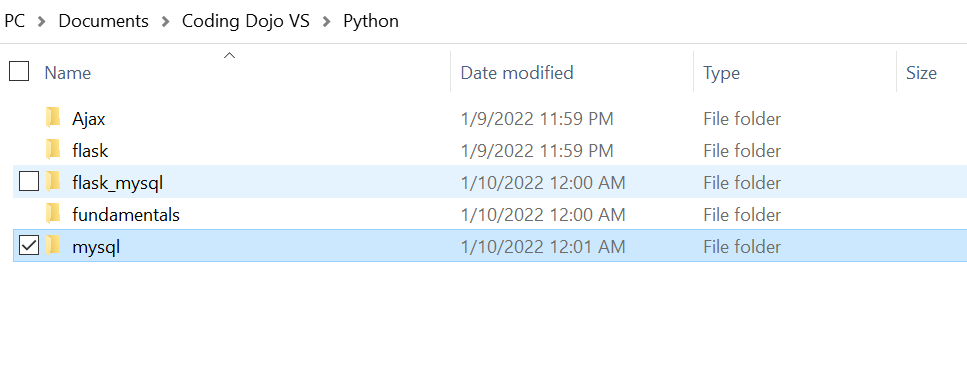 PC > Documents > Coding Dojo VS > Python
Name Date modified Type Size
Ajax 1/9/2022 11:59 PM File folder
flask 1/9/2022 11:59 PM File folder
flask_mysql 1/10/2022 12:00 AM File folder
fundamentals 1/10/2022 12:00 AM File folder
mysql 1/10/2022 12:01 AM File folder